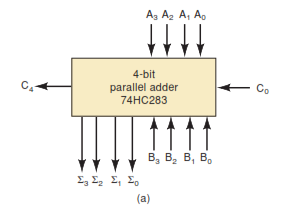 A₃ A₂ A₁ A₀
4-bit
parallel adder
74HC283
C₄
C₀
B₃ B₂ B₁ B₀
Σ₃ Σ₂ Σ₁ Σ₀
(a)